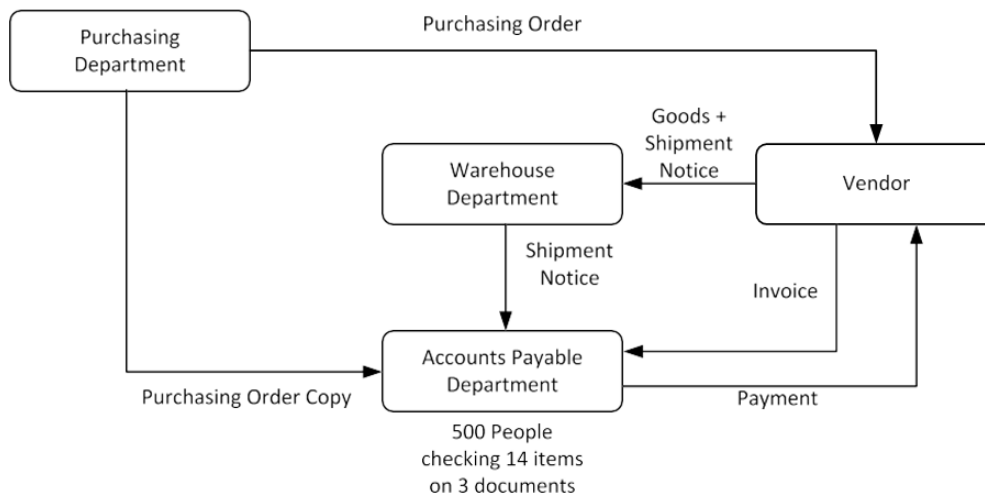 Purchasing Order
Purchasing
Department
Goods +
Shipment
Notice
Warehouse
Department
Vendor
Shipment
Notice
Invoice
Accounts Payable
Department
Purchasing Order Copy
Payment
500 People
checking 14 items
on 3 documents